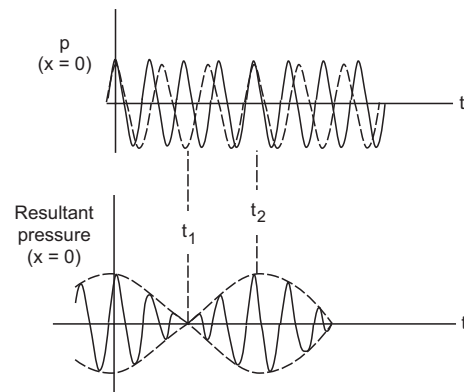 p
(x = 0)
t
t₁
t₂
Resultant
pressure
(x = 0)
t